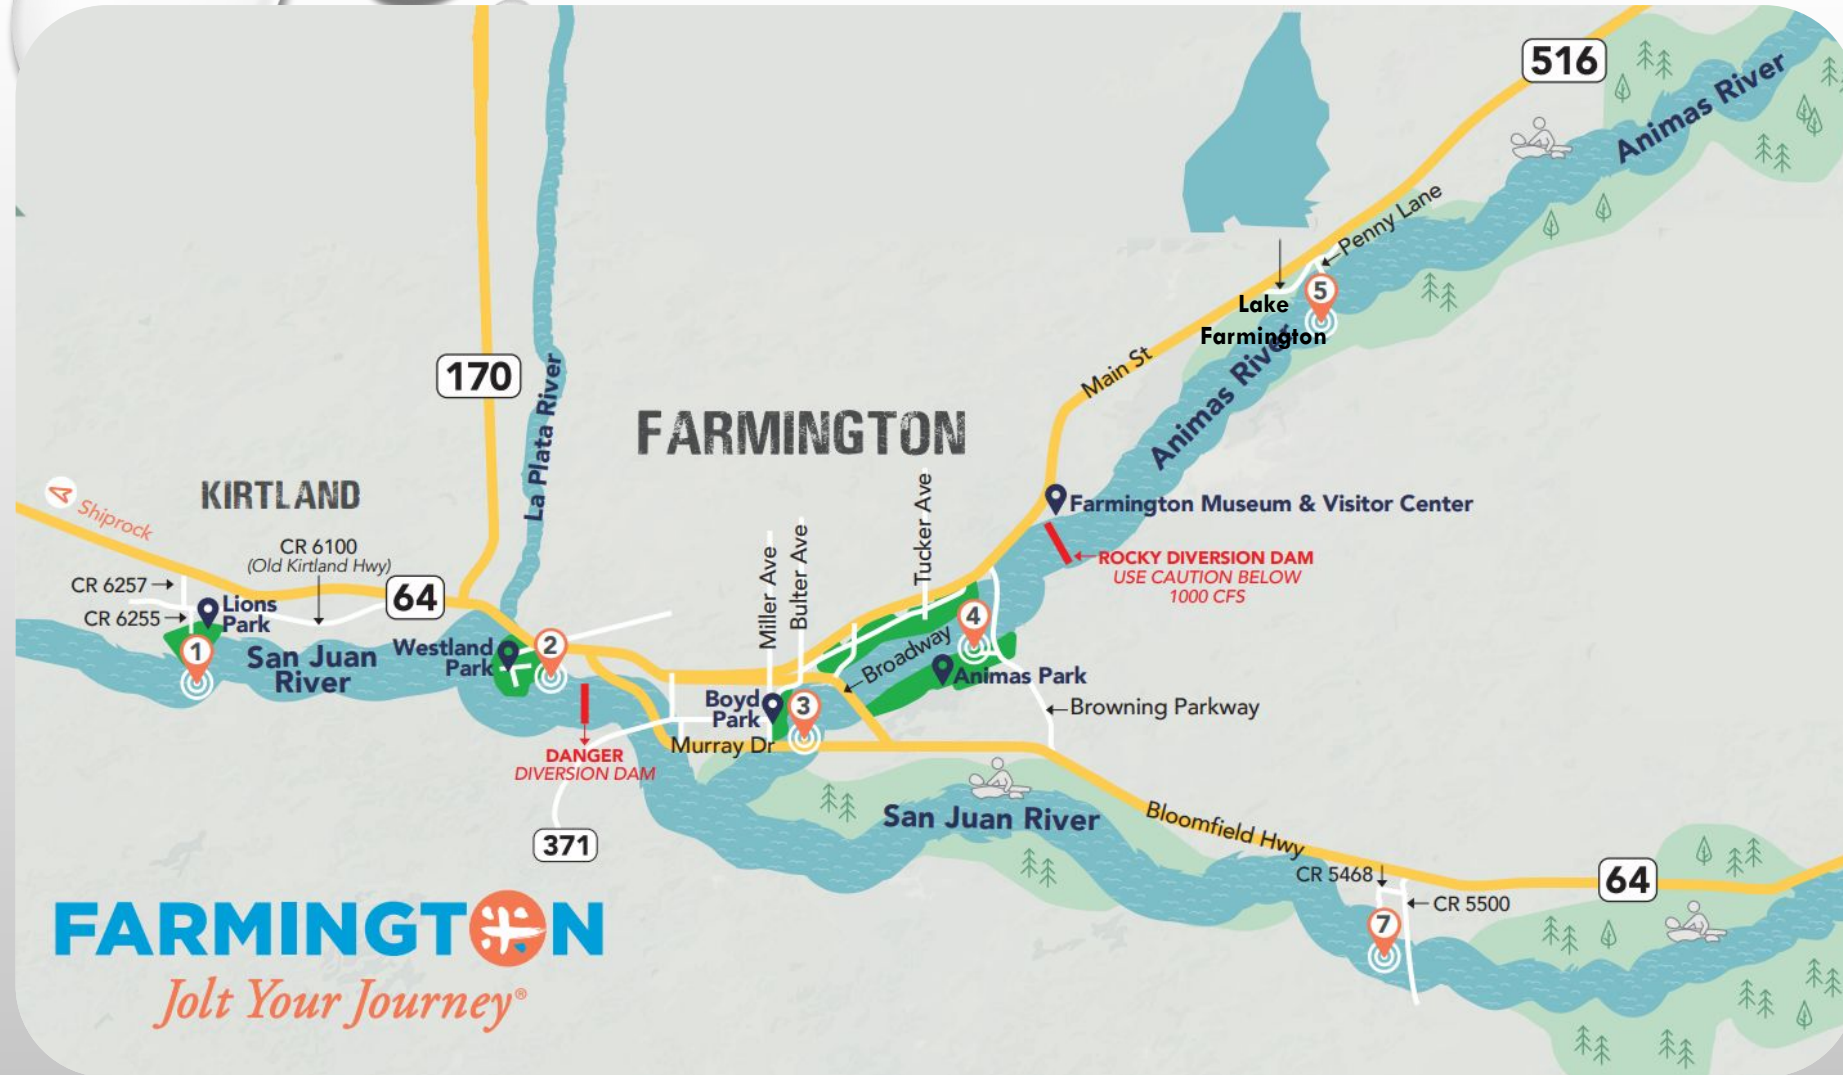 516
Animas River
Penny Lane
5
Lake
Farmington
Animas River
Main St
170
La Plata River
FARMINGTON
KIRTLAND
Shiprock
CR 6100
(Old Kirtland Hwy)
CR 6257
CR 6255
64
Lions
Park
1
San Juan
River
Westland
Park
2
Miller Ave
Bulter Ave
Tucker Ave
Farmington Museum & Visitor Center
ROCKY DIVERSION DAM
USE CAUTION BELOW
1000 CFS
4
Broadway
Animas Park
Browning Parkway
Boyd
Park
3
Murray Dr
DANGER
DIVERSION DAM
371
San Juan River
Bloomfield Hwy
CR 5468
CR 5500
64
7
FARMINGTON
Jolt Your Journey®